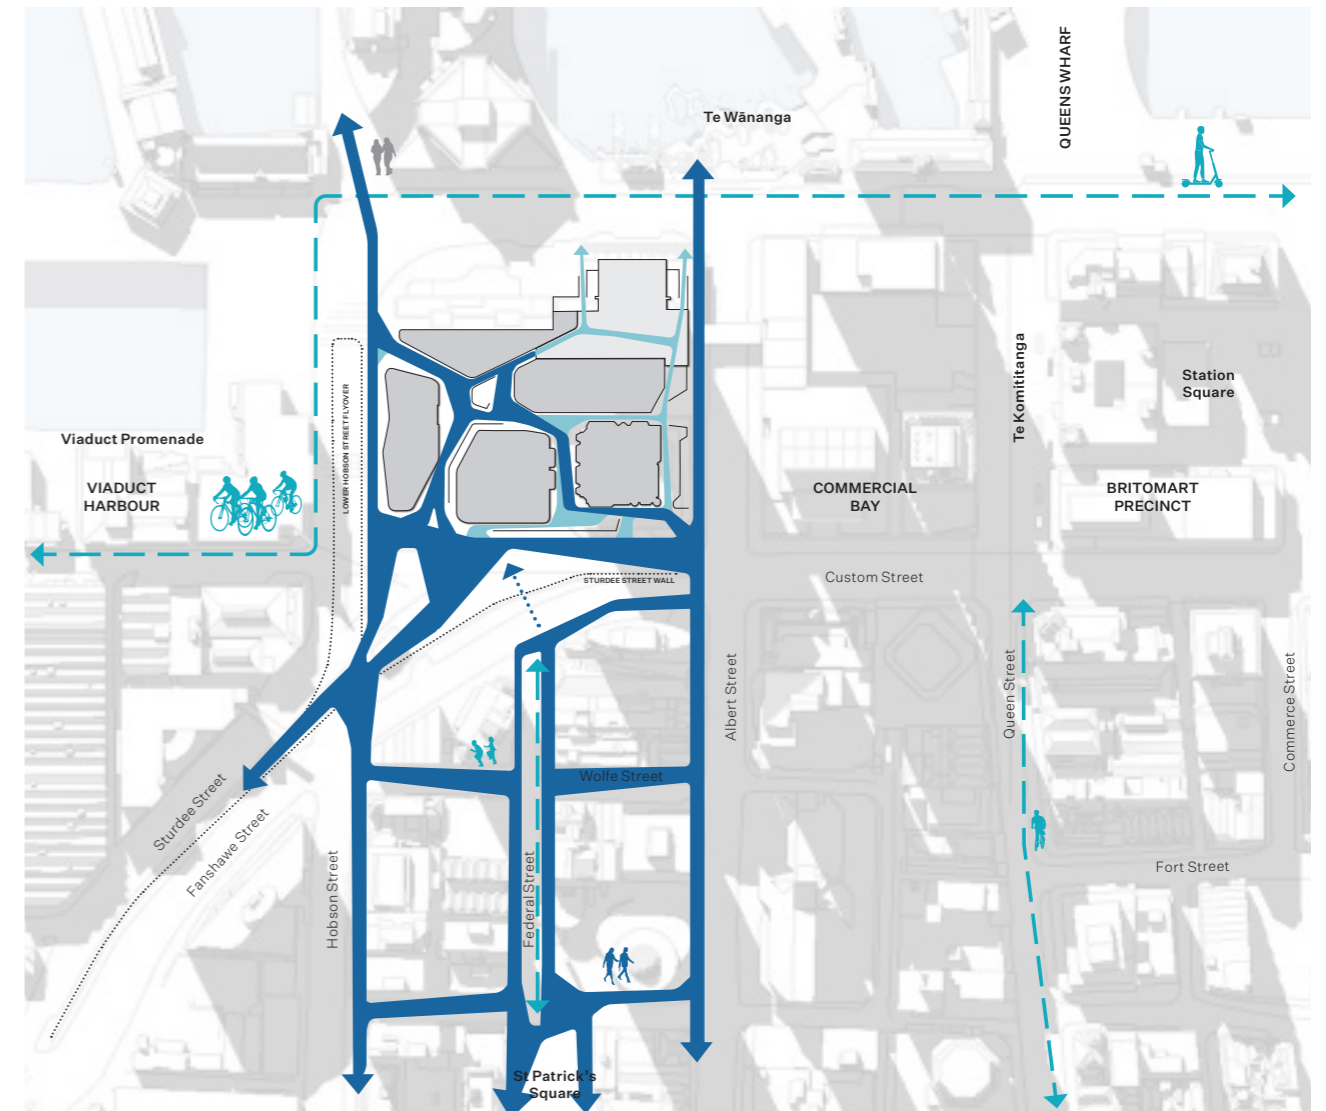 QUEENS WHARF
Te Wānanga
Te Komititanga
Station
Square
LOWER HOBSON STREET FLYOVER
Viaduct Promenade
VIADUCT
HARBOUR
COMMERCIAL
BAY
BRITOMART
PRECINCT
STURDEE STREET WALL
Custom Street
Albert Street
Queen Street
Commerce Street
Wolfe Street
Sturdee Street
Fanshawe Street
Hobson Street
Federal Street
Fort Street
St Patrick's
Square